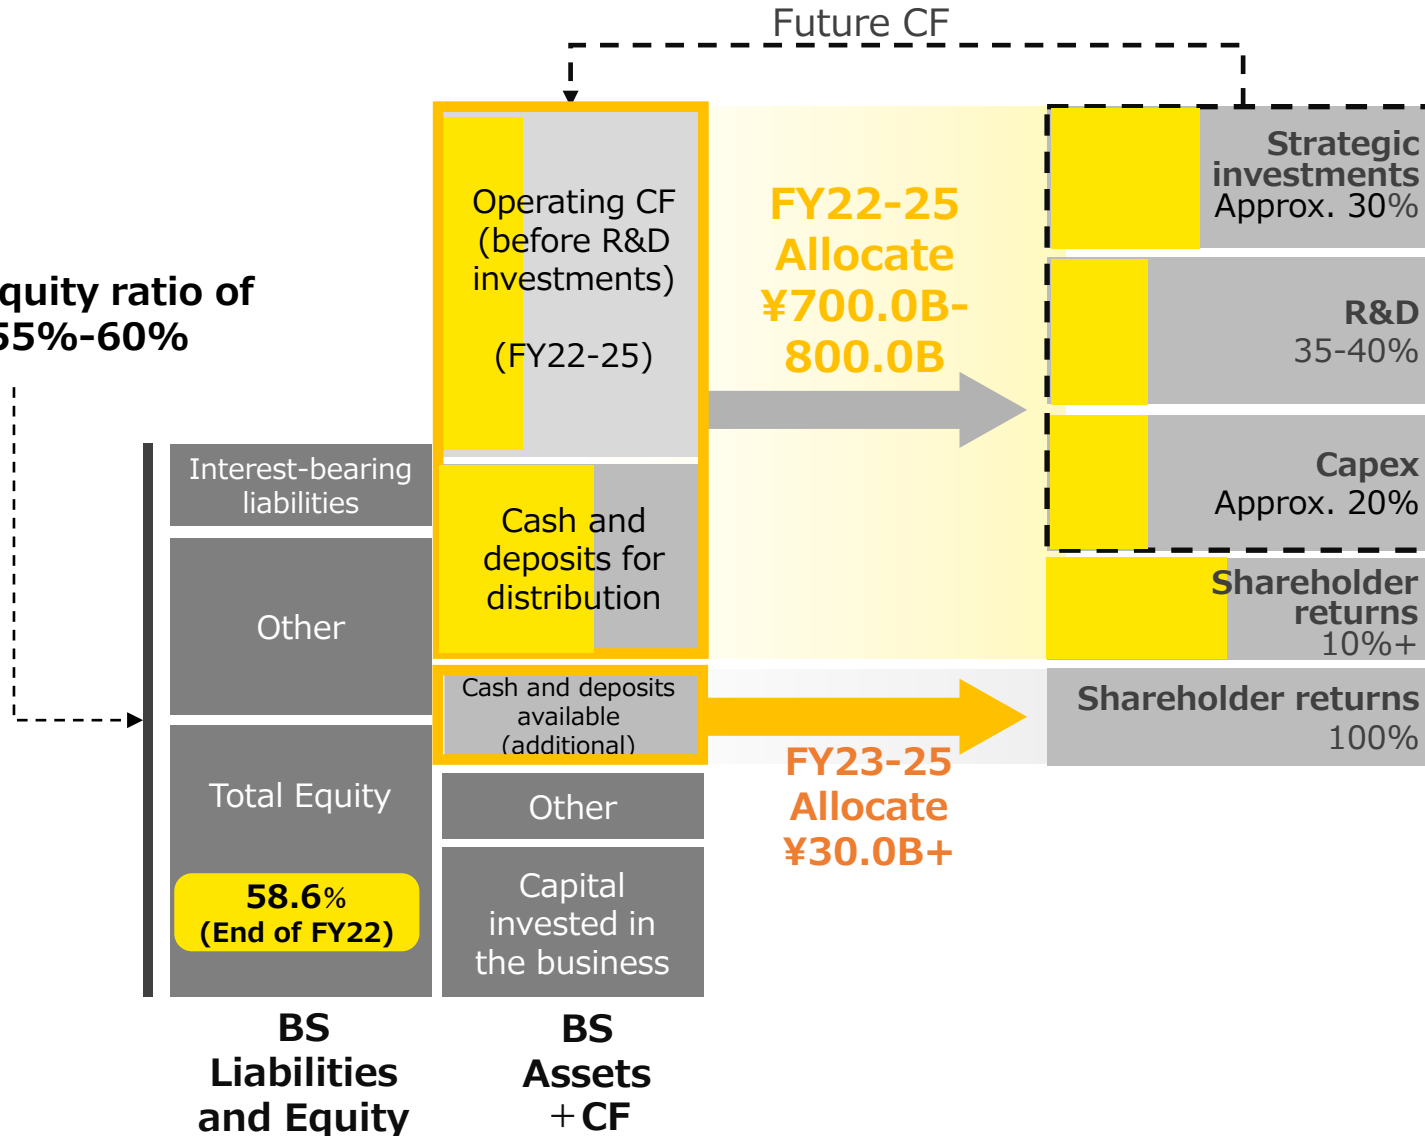 Future CF
quity ratio of
55%-60%
Interest-bearing
liabilities
Other
Total Equity
58.6%
(End of FY22)
BS
Liabilities
and Equity
Operating CF
(before R&D
investments)
(FY22-25)
Cash and
deposits for
distribution
Cash and deposits
available
(additional)
Other
Capital
invested in
the business
BS
Assets
+CF
FY22-25
Allocate
¥700.0B-
800.0B
FY23-25
Allocate
¥30.0B+
Strategic
investments
Approx. 30%
R&D
35-40%
Capex
Approx. 20%
Shareholder
returns
10%+
Shareholder returns
100%